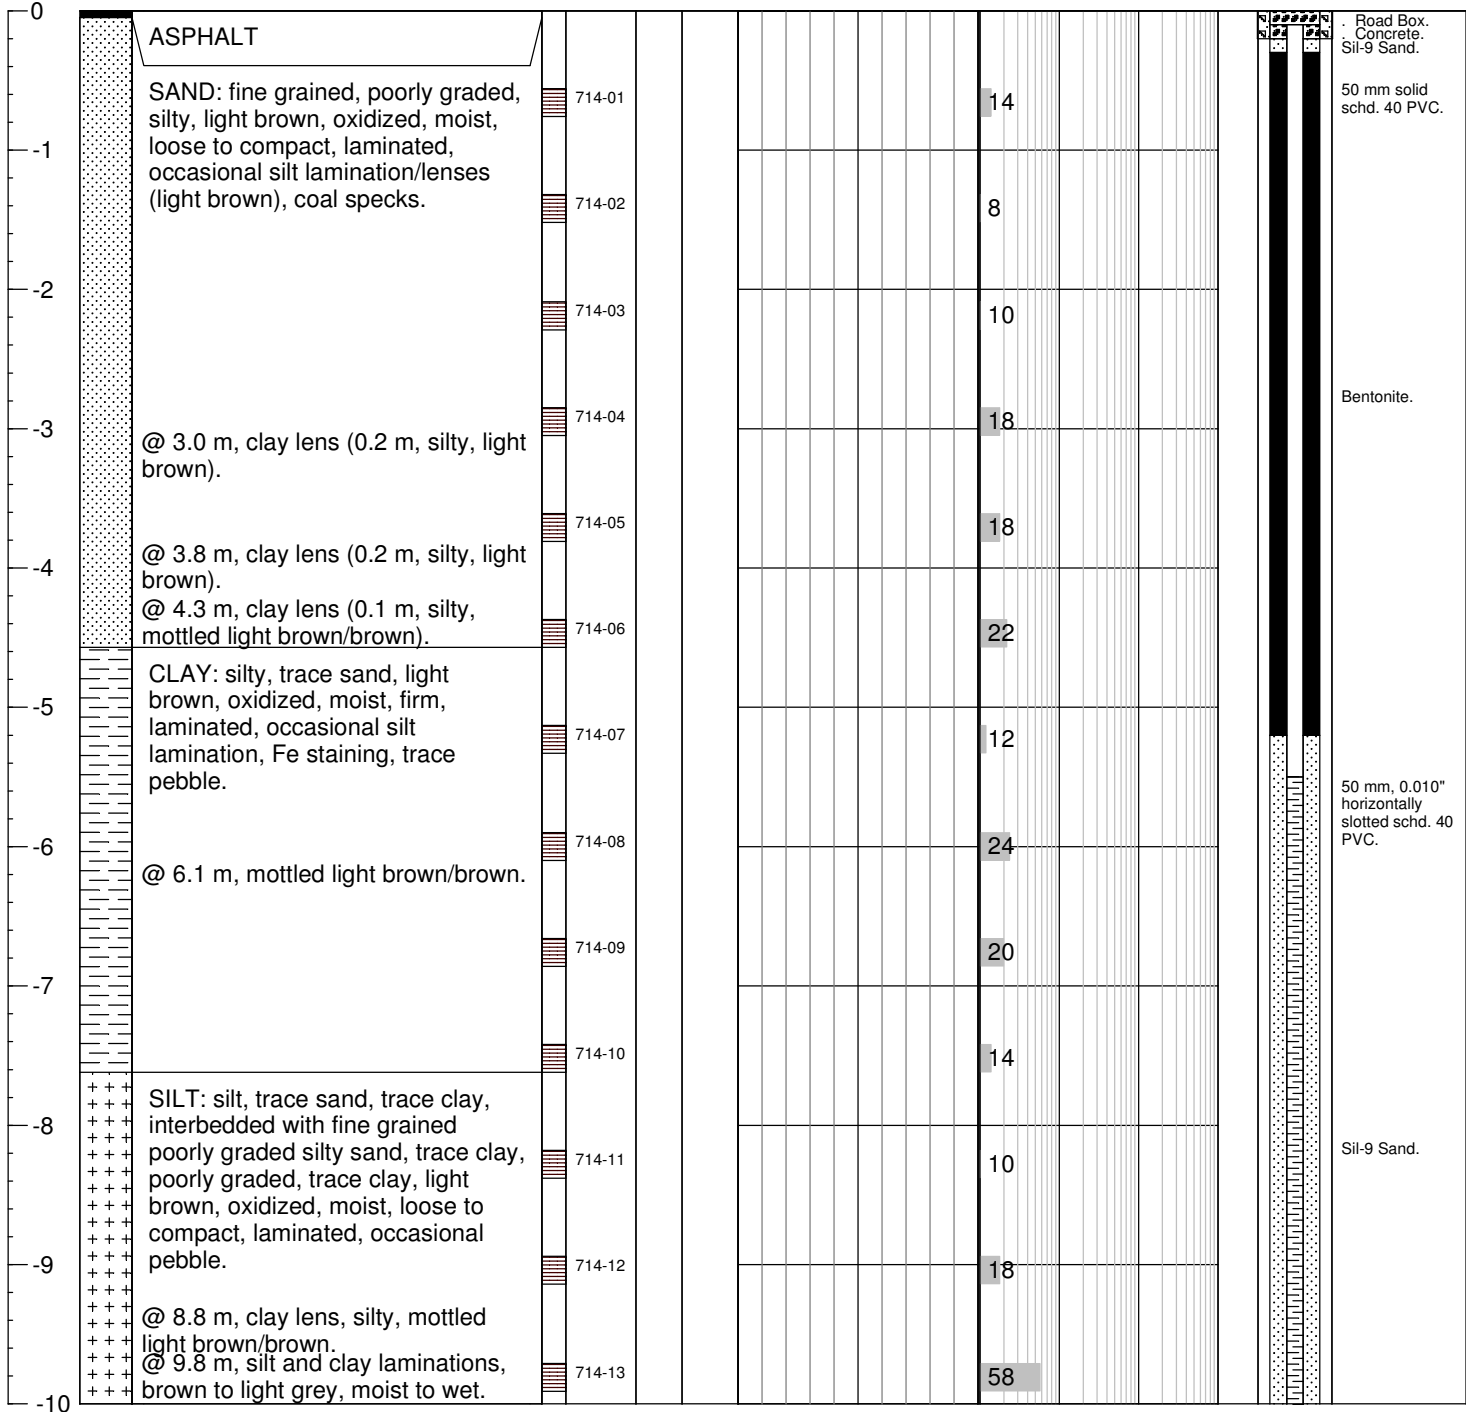 0
-1
-2
-3
-4
-5
-6
-7
-8
-9
-10
ASPHALT
SAND: fine grained, poorly graded,
silty, light brown, oxidized, moist,
loose to compact, laminated,
occasional silt lamination/lenses
(light brown), coal specks.
@ 3.0 m, clay lens (0.2 m, silty, light
brown).
@ 3.8 m, clay lens (0.2 m, silty, light
brown).
@ 4.3 m, clay lens (0.1 m, silty,
mottled light brown/brown).
CLAY: silty, trace sand, light
brown, oxidized, moist, firm,
laminated, occasional silt
lamination, Fe staining, trace
pebble.
@ 6.1 m, mottled light brown/brown.
SILT: silt, trace sand, trace clay,
interbedded with fine grained
poorly graded silty sand, trace clay,
poorly graded, trace clay, light
brown, oxidized, moist, loose to
compact, laminated, occasional
pebble.
@ 8.8 m, clay lens, silty, mottled
light brown/brown.
@ 9.8 m, silt and clay laminations,
brown to light grey, moist to wet.
714-01
714-02
714-03
714-04
714-05
714-06
714-07
714-08
714-09
714-10
714-11
714-12
714-13
14
8
10
18
18
22
12
24
20
14
10
18
58
. Road Box.
. Concrete.
Sil-9 Sand.
50 mm solid
schd. 40 PVC.
Bentonite.
50 mm, 0.010"
horizontally
slotted schd. 40
PVC.
Sil-9 Sand.